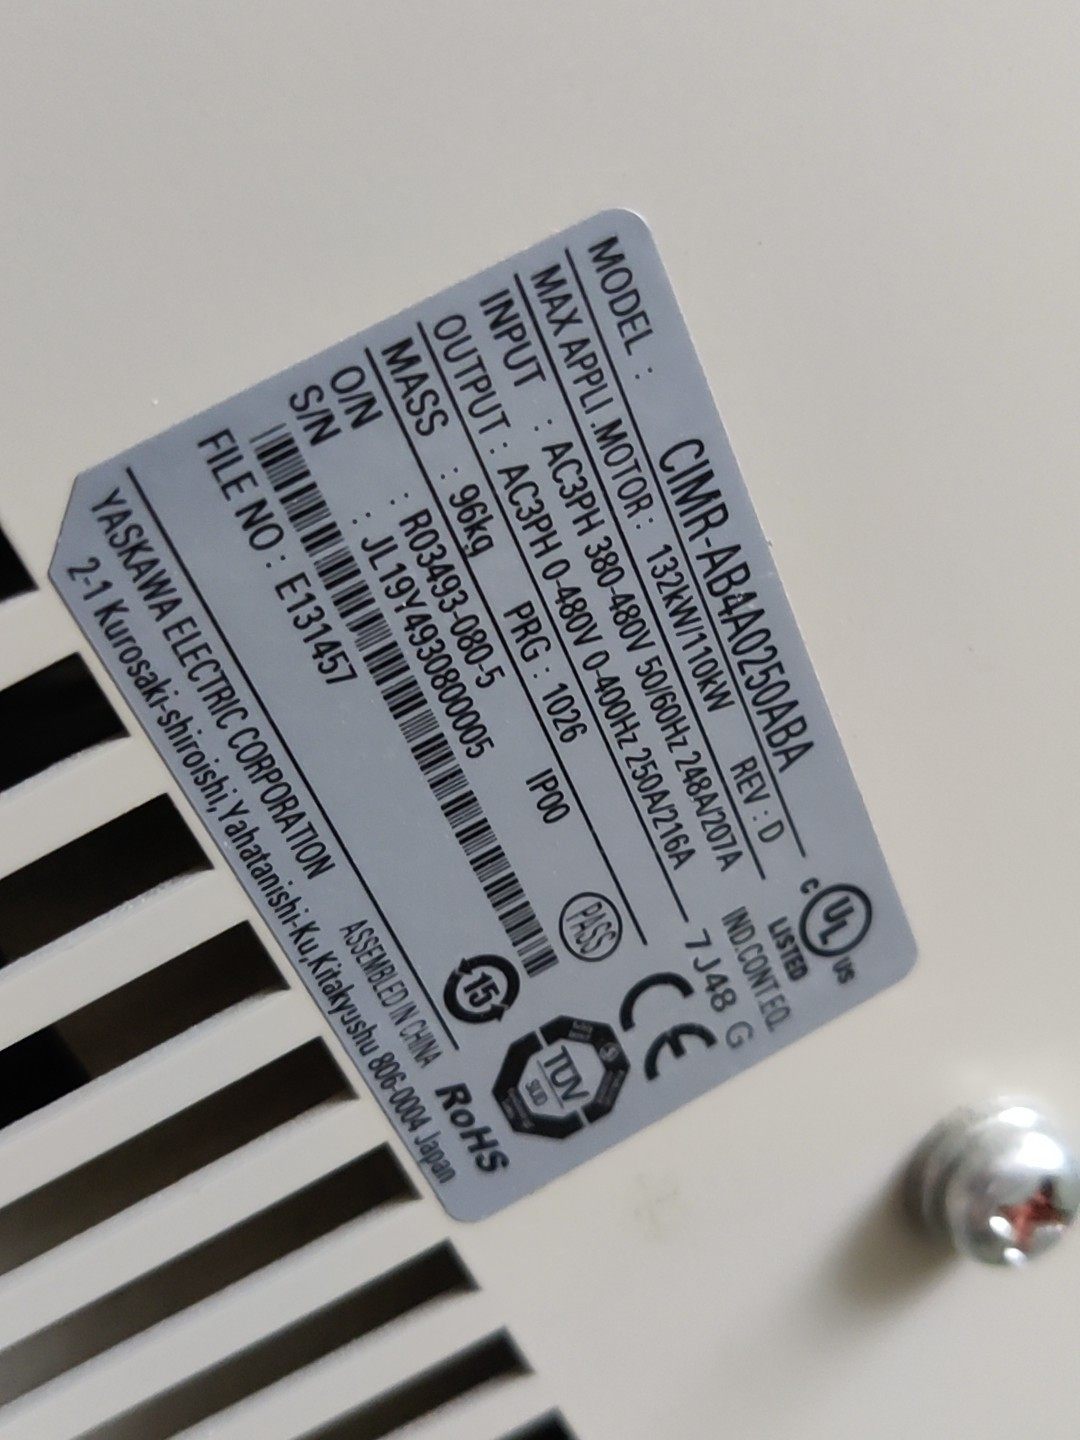 MODEL : CIMR-AB4A0250ABA
MAX APPLI. MOTOR : 132kW/110kW REV : D
INPUT : AC3PH 380-480V 50/60Hz 248A/207A
OUTPUT : AC3PH 0-480V 0-400Hz 250A/216A
MASS : 96kg PRG : 1026 IP00
O/N : R03493-080-5
S/N : JL19Y4930800005
FILE NO : E131457
YASKAWA ELECTRIC CORPORATION
2-1 Kurosaki-shiroishi, Yahatanishi-Ku, Kitakyushu 806-0004 Japan
ASSEMBLED IN CHINA
C UL US
LISTED
IND.CONT.EQ.
7J48 G
PASS
CE
15
TÜV
SÜD
RoHS